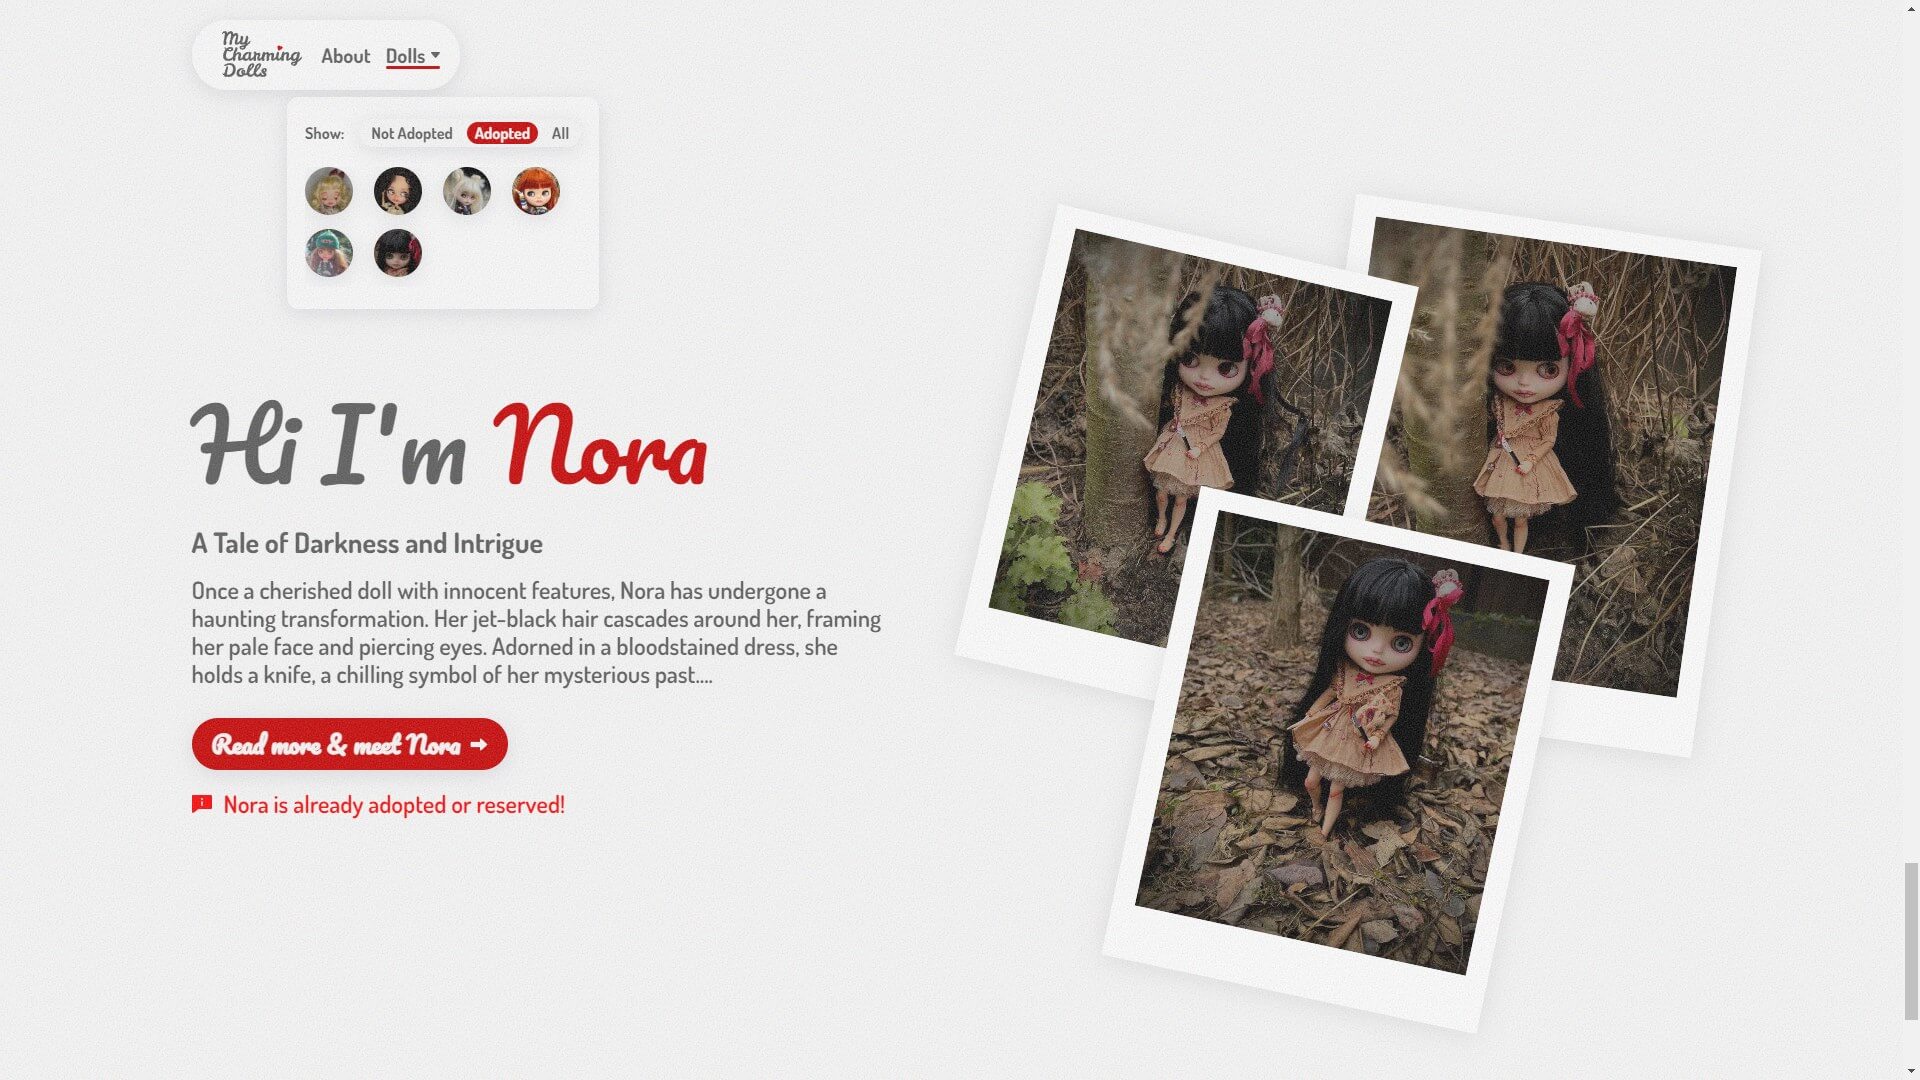 My
Charming
Dolls
About
Dolls
Show:
Not Adopted
Adopted
All
Hi I'm Nora
A Tale of Darkness and Intrigue
Once a cherished doll with innocent features, Nora has undergone a
haunting transformation. Her jet-black hair cascades around her, framing
her pale face and piercing eyes. Adorned in a bloodstained dress, she
holds a knife, a chilling symbol of her mysterious past....
Read more & meet Nora
Nora is already adopted or reserved!